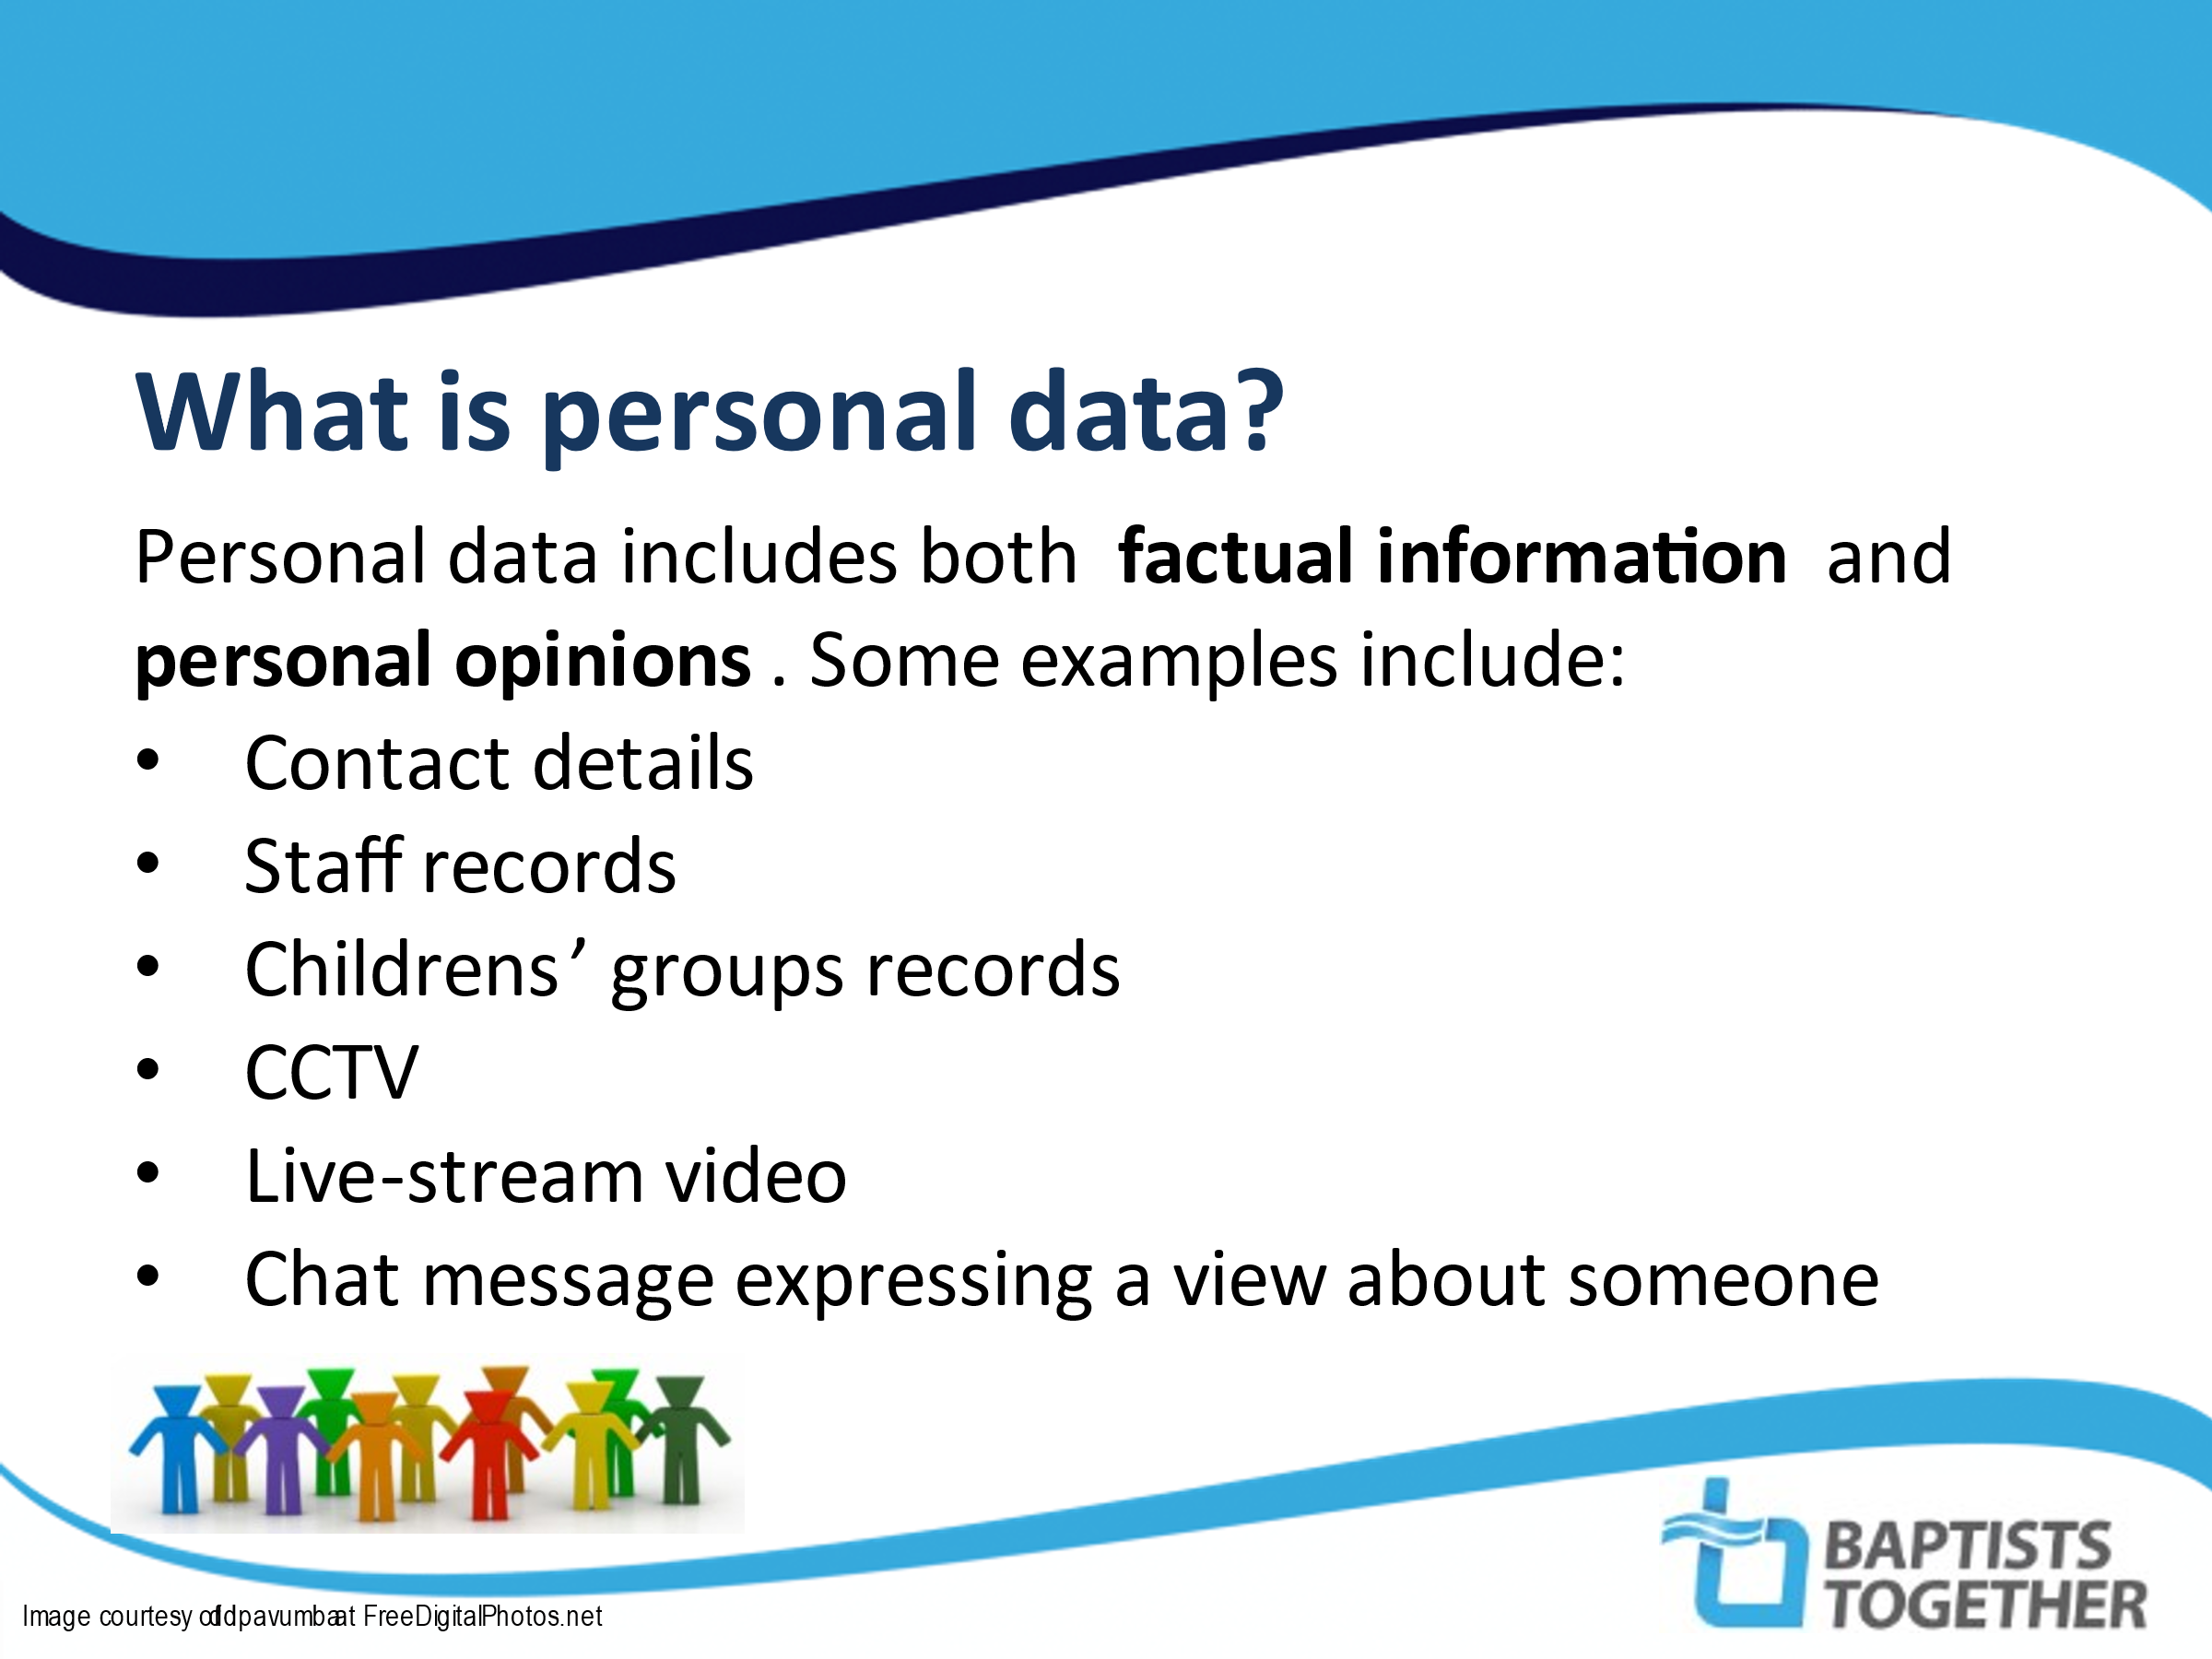 What is personal data?
Personal data includes both factual information and
personal opinions . Some examples include:
• Contact details
• Staff records
• Childrens’ groups records
• CCTV
• Live-stream video
• Chat message expressing a view about someone
BAPTISTS
TOGETHER
Image courtesy of dpavumba at FreeDigitalPhotos.net